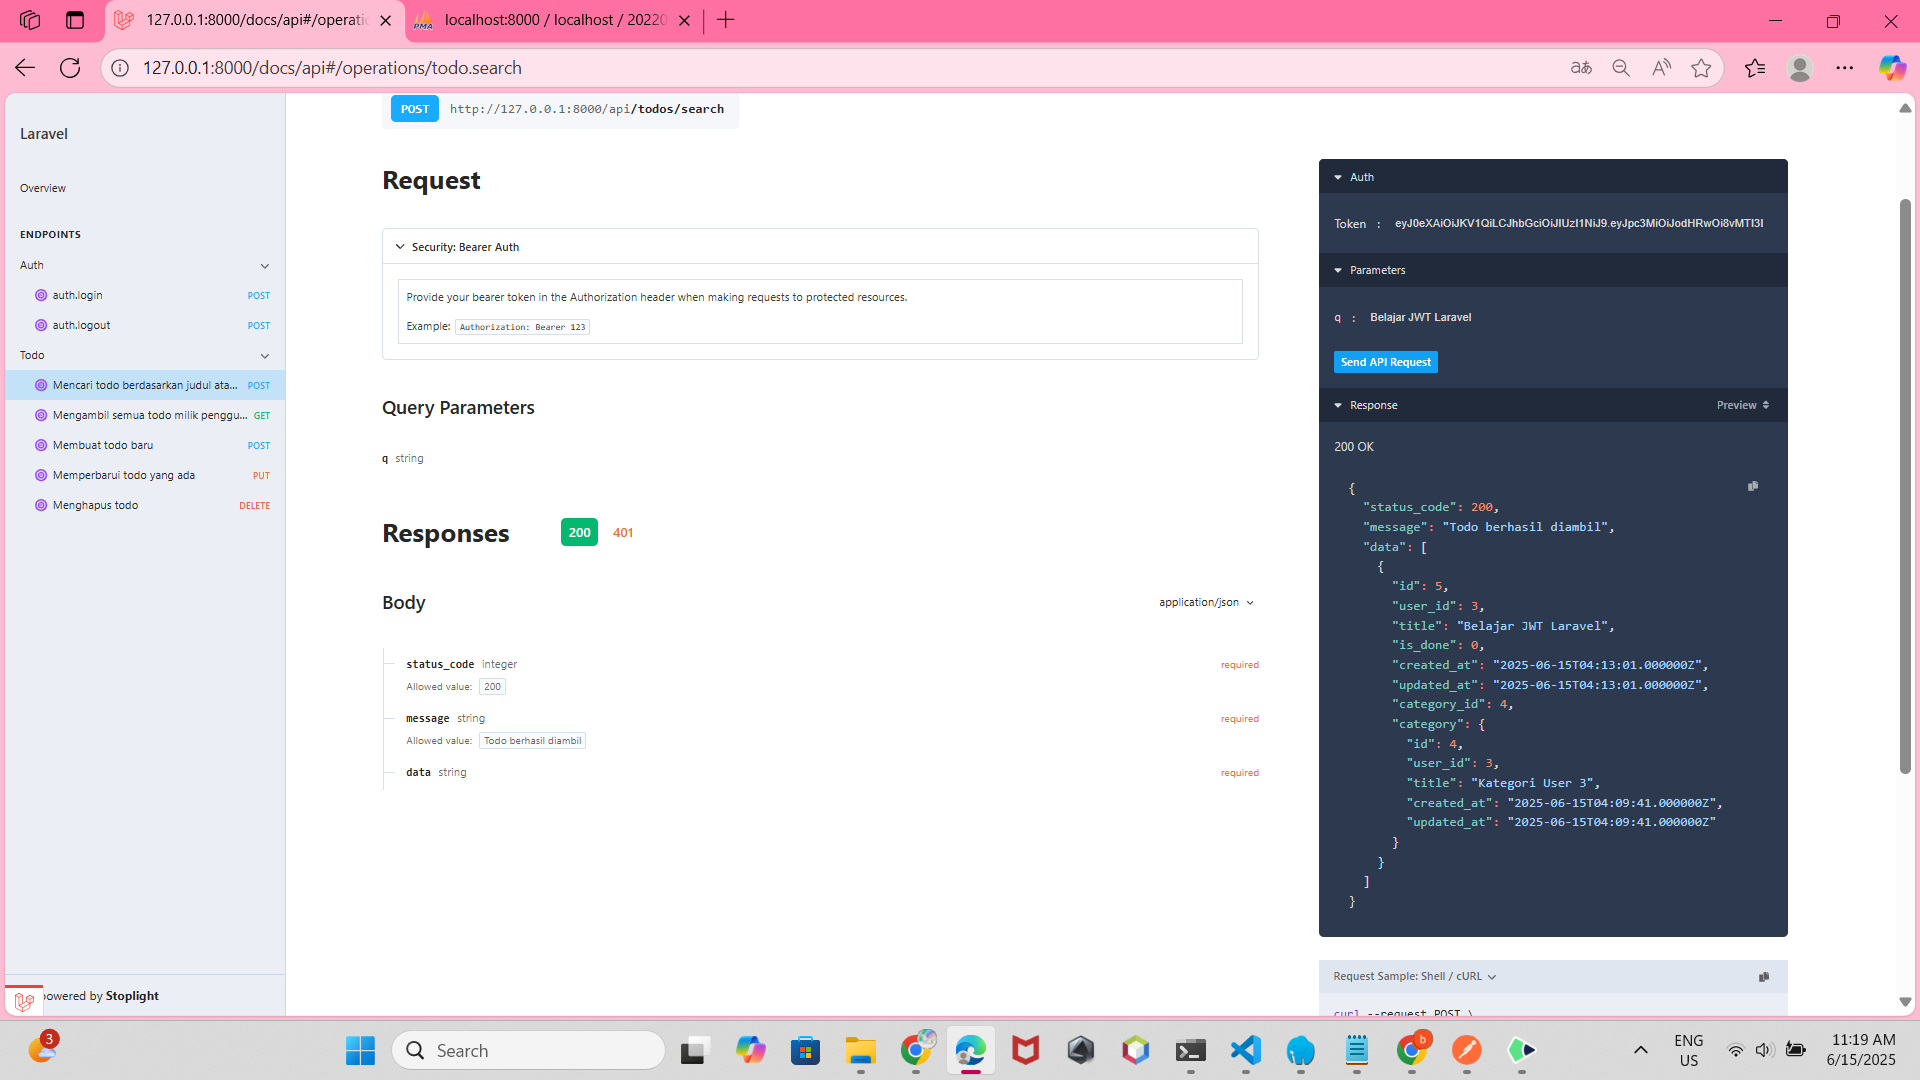 127.0.0.1:8000/docs/api#/operati
localhost:8000 / localhost / 20220
127.0.0.1:8000/docs/api#/operations/todo.search
Laravel
Overview
ENDPOINTS
Auth
auth.login POST
auth.logout POST
Todo
Mencari todo berdasarkan judul ata... POST
Mengambil semua todo milik penggu... GET
Membuat todo baru POST
Memperbarui todo yang ada PUT
Menghapus todo DELETE
powered by Stoplight
POST http://127.0.0.1:8000/api/todos/search
Request
Security: Bearer Auth
Provide your bearer token in the Authorization header when making requests to protected resources.
Example: Authorization: Bearer 123
Query Parameters
q string
Responses 200 401
Body application/json
status_code integer required
Allowed value: 200
message string required
Allowed value: Todo berhasil diambil
data string required
Auth
Token : eyJ0eXAiOiJKV1QiLCJhbGciOiJIUzI1NiJ9.eyJpc3MiOiJodHRwOi8vMTI3I
Parameters
q : Belajar JWT Laravel
Send API Request
Response Preview
200 OK
{
"status_code": 200,
"message": "Todo berhasil diambil",
"data": [
{
"id": 5,
"user_id": 3,
"title": "Belajar JWT Laravel",
"is_done": 0,
"created_at": "2025-06-15T04:13:01.000000Z",
"updated_at": "2025-06-15T04:13:01.000000Z",
"category_id": 4,
"category": {
"id": 4,
"user_id": 3,
"title": "Kategori User 3",
"created_at": "2025-06-15T04:09:41.000000Z",
"updated_at": "2025-06-15T04:09:41.000000Z"
}
}
]
}
Request Sample: Shell / cURL
curl --request POST \
3
Search
ENG
US
11:19 AM
6/15/2025